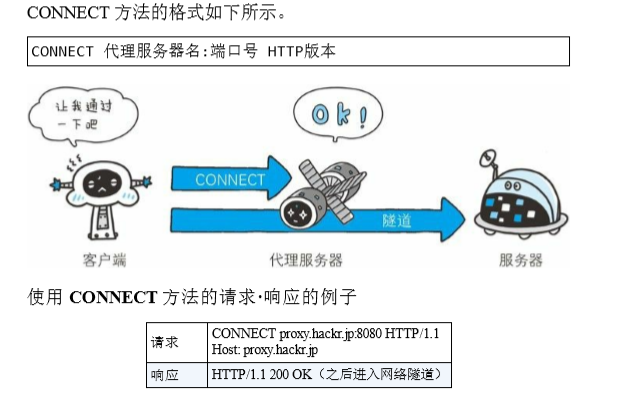 CONNECT 方法的格式如下所示。
CONNECT 代理服务器名:端口号 HTTP版本
让我通过
一下吧
Ok!
CONNECT
隧道
客户端
代理服务器
服务器
使用 CONNECT 方法的请求·响应的例子
请求
CONNECT proxy.hackr.jp:8080 HTTP/1.1
Host: proxy.hackr.jp
响应
HTTP/1.1 200 OK（之后进入网络隧道）